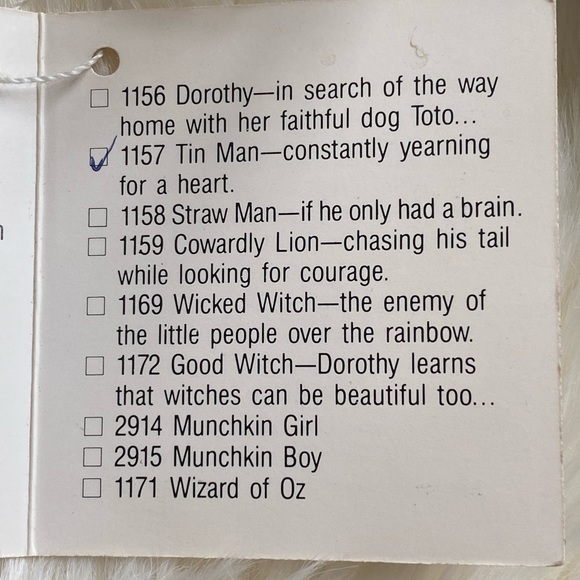 1156 Dorothy—in search of the way
home with her faithful dog Toto...
1157 Tin Man—constantly yearning
for a heart.
1158 Straw Man—if he only had a brain.
1159 Cowardly Lion—chasing his tail
while looking for courage.
1169 Wicked Witch—the enemy of
the little people over the rainbow.
1172 Good Witch—Dorothy learns
that witches can be beautiful too...
2914 Munchkin Girl
2915 Munchkin Boy
1171 Wizard of Oz